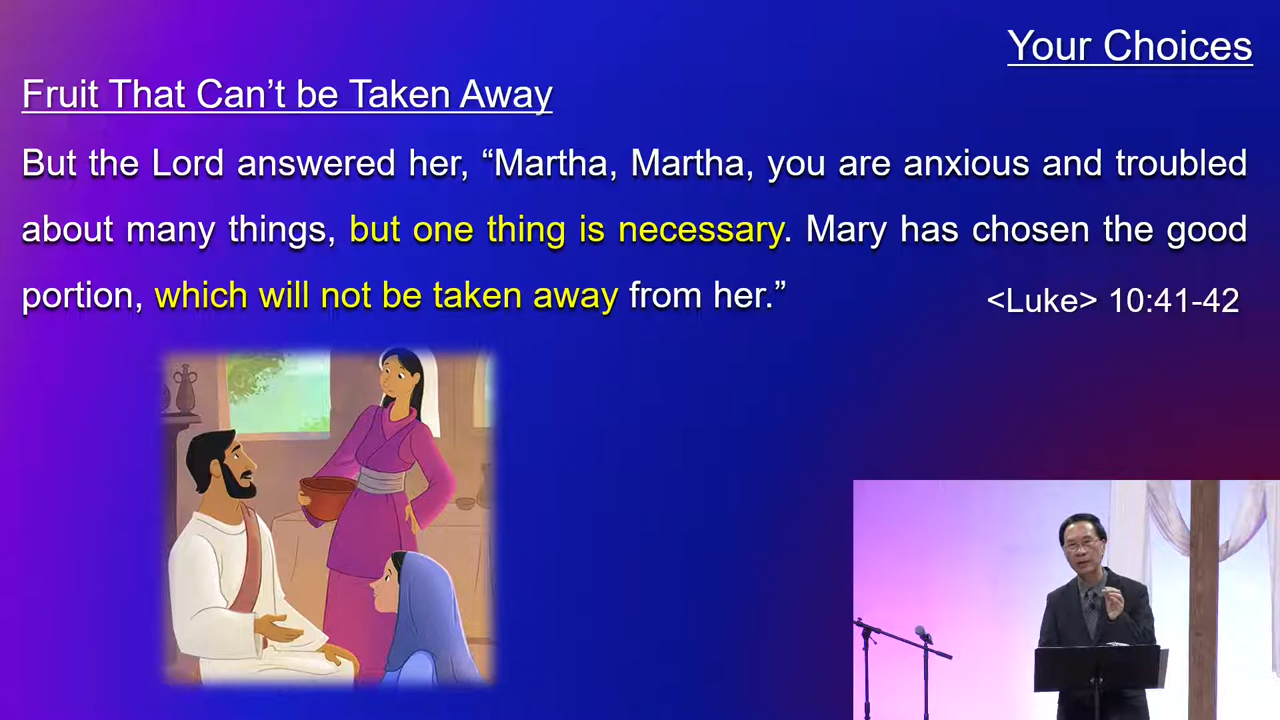 Your Choices
Fruit That Can’t be Taken Away
But the Lord answered her, “Martha, Martha, you are anxious and troubled
about many things, but one thing is necessary. Mary has chosen the good
portion, which will not be taken away from her.”
<Luke> 10:41-42